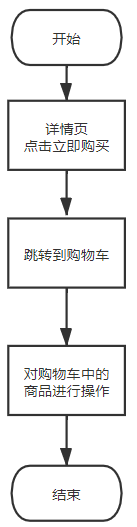 开始
详情页
点击立即购买
跳转到购物车
对购物车中的
商品进行操作
结束